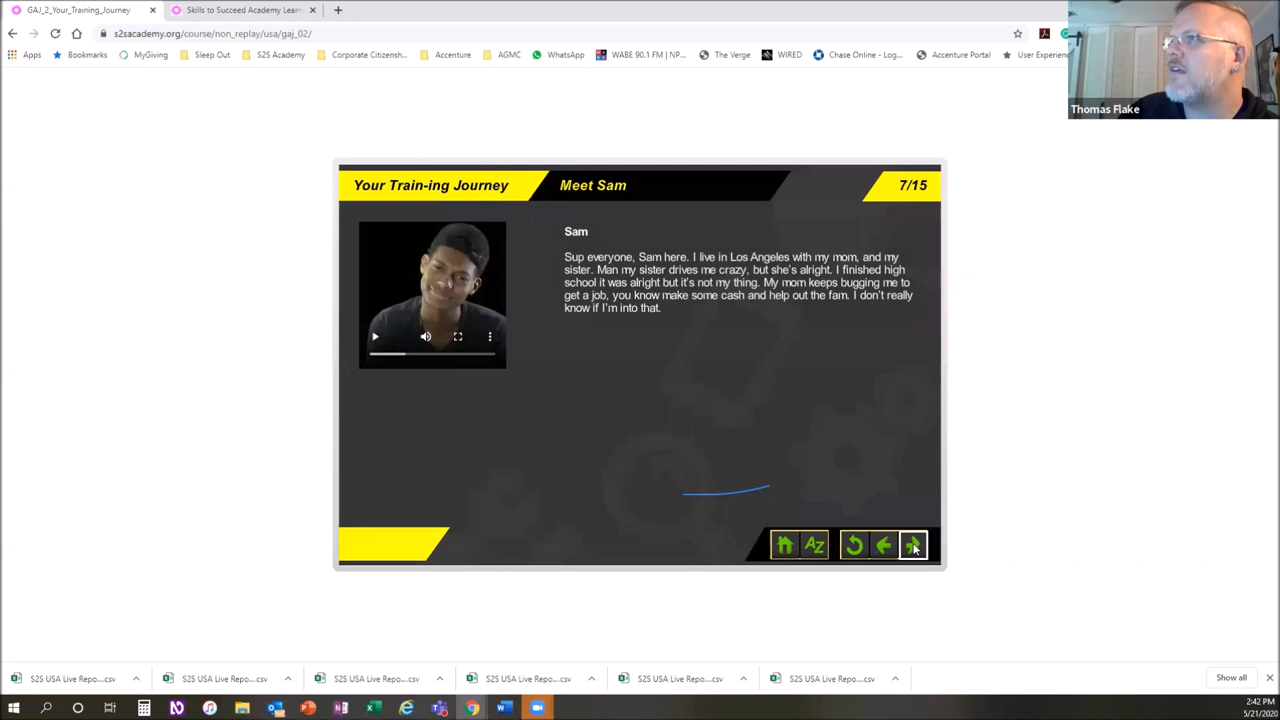 GAJ_2_Your_Training_Journey
Skills to Succeed Academy Learn
s2sacademy.org/course/non_replay/usa/gaj_02/
Apps Bookmarks MyGiving Sleep Out S2S Academy Corporate Citizensh... Accenture AGMC WhatsApp WABE 90.1 FM | NP... The Verge WIRED Chase Online - Log... Accenture Portal User Experience
Thomas Flake
Your Train-ing Journey Meet Sam 7/15
Sam
Sup everyone, Sam here. I live in Los Angeles with my mom, and my
sister. Man my sister drives me crazy, but she's alright. I finished high
school it was alright but it's not my thing. My mom keeps bugging me to
get a job, you know make some cash and help out the fam. I don't really
know if I'm into that.
AZ
S2S USA Live Repo....csv S2S USA Live Repo....csv S2S USA Live Repo....csv S2S USA Live Repo....csv S2S USA Live Repo....csv S2S USA Live Repo....csv Show all
2:42 PM
5/21/2020